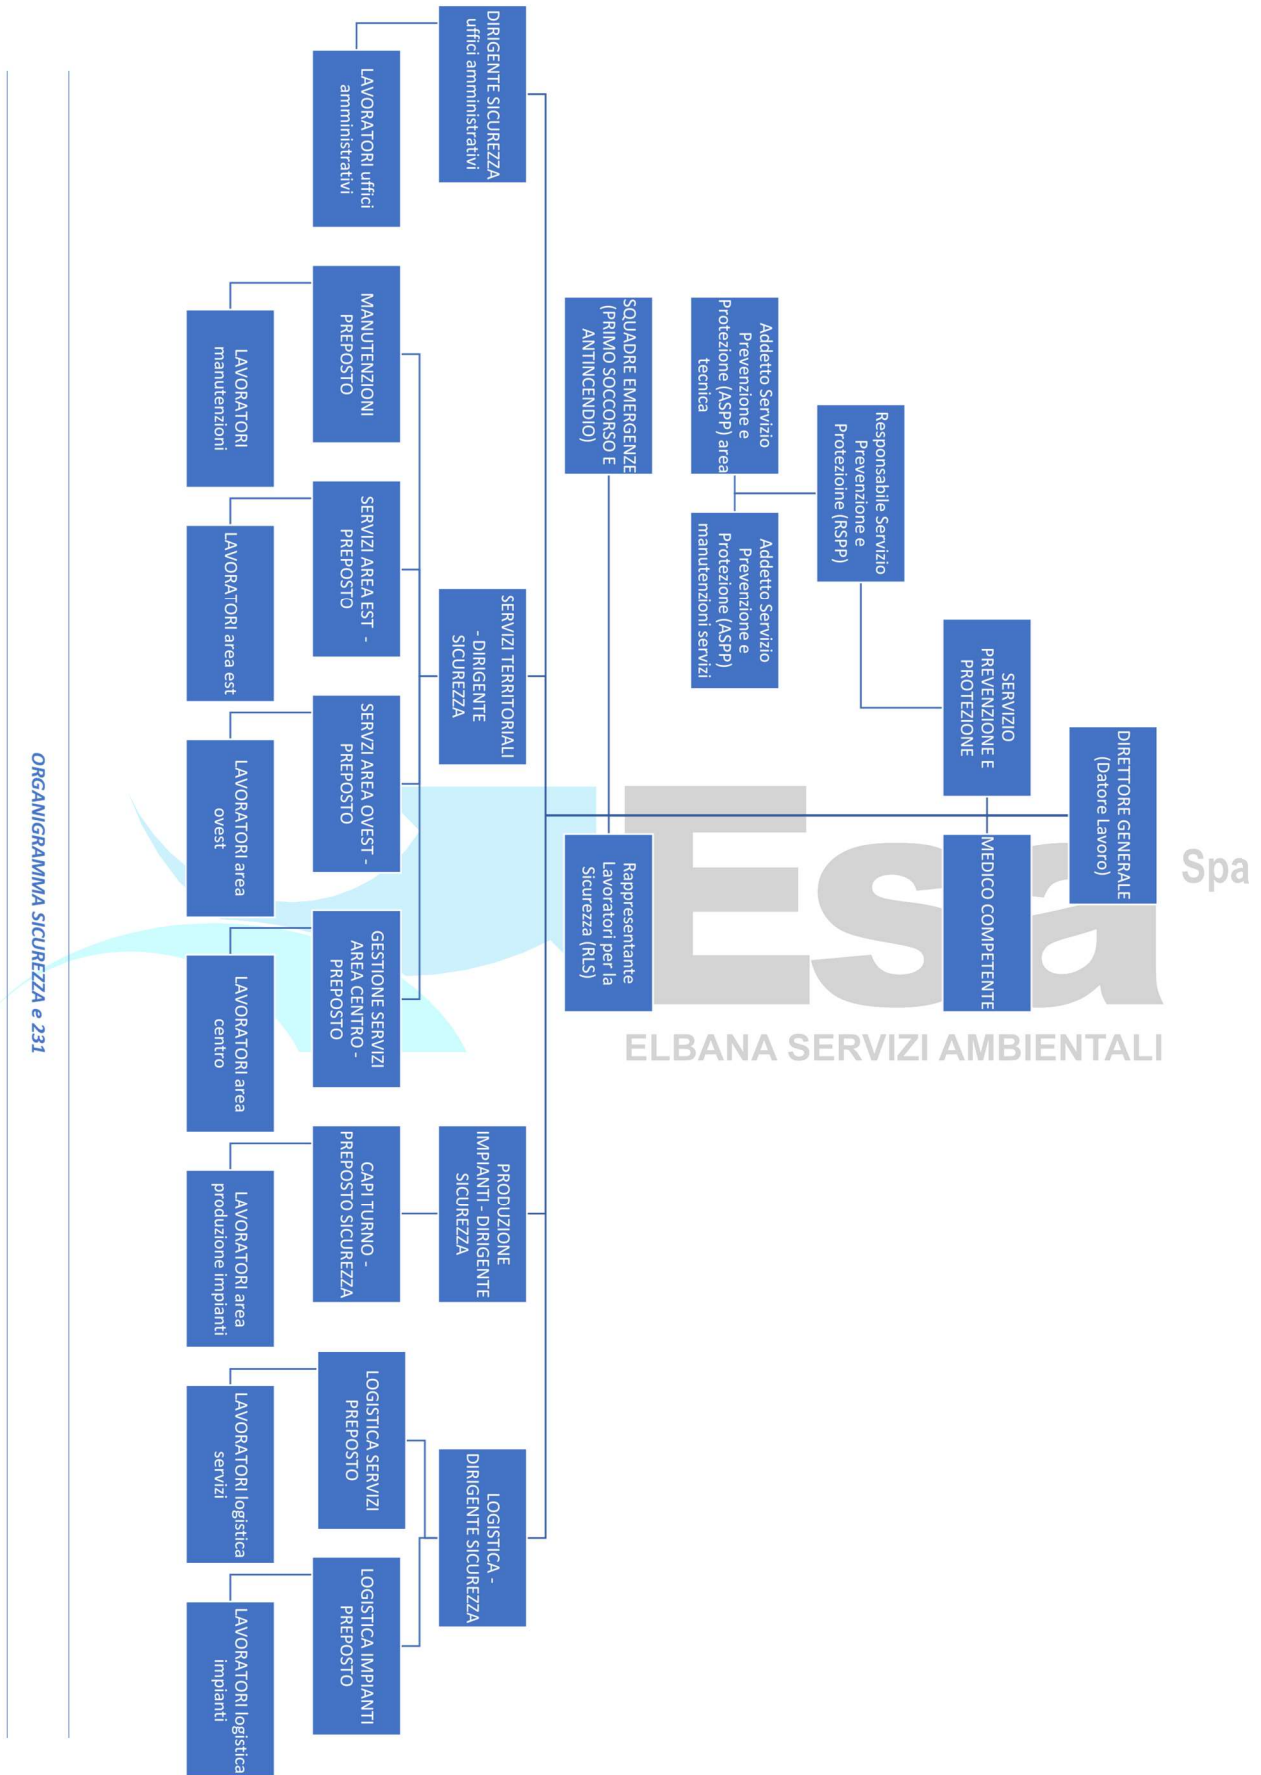 Spa
Esa
ELBANA SERVIZI AMBIENTALI
DIRETTORE GENERALE
(Datore Lavoro)
SERVIZIO
PREVENZIONE E
PROTEZIONE
MEDICO COMPETENTE
Responsabile Servizio
Prevenzione e
Protezioine (RSPP)
Addetto Servizio
Prevenzione e
Protezione (ASPP) area
tecnica
Addetto Servizio
Prevenzione e
Protezione (ASPP)
manutenzioni servizi
SQUADRE EMERGENZE
(PRIMO SOCCORSO E
ANTINCENDIO)
Rappresentante
Lavoratori per la
Sicurezza (RLS)
DIRIGENTE SICUREZZA
uffici amministrativi
SERVIZI TERRITORIALI
- DIRIGENTE
SICUREZZA
PRODUZIONE
IMPIANTI - DIRIGENTE
SICUREZZA
LOGISTICA -
DIRIGENTE SICUREZZA
LAVORATORI uffici
amministrativi
MANUTENZIONI
PREPOSTO
SERVIZI AREA EST -
PREPOSTO
SERVZI AREA OVEST -
PREPOSTO
GESTIONE SERVIZI
AREA CENTRO -
PREPOSTO
CAPI TURNO -
PREPOSTO SICUREZZA
LOGISTICA SERVIZI
PREPOSTO
LOGISTICA IMPIANTI
PREPOSTO
LAVORATORI
manutenzioni
LAVORATORI area est
LAVORATORI area
ovest
LAVORATORI area
centro
LAVORATORI area
produzione impianti
LAVORATORI logistica
servizi
LAVORATORI logistica
impianti
ORGANIGRAMMA SICUREZZA e 231